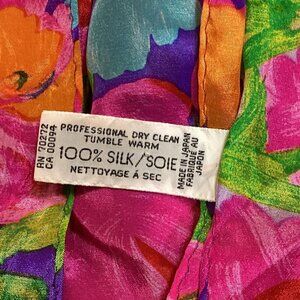 RN 70272
CA 00094
PROFESSIONAL DRY CLEAN
TUMBLE WARM
100% SILK/SOIE
NETTOYAGE À SEC
MADE IN JAPAN
FABRIQUE AU
JAPON